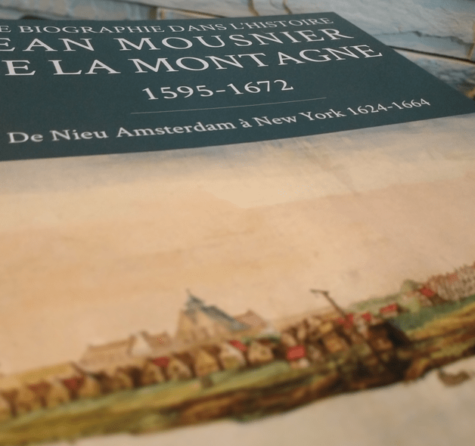 E BIOGRAPHIE DANS L'HISTOIRE
EAN MOUSNIER
E LA MONTAGNE
1595-1672
De Nieu Amsterdam à New York 1624-1664